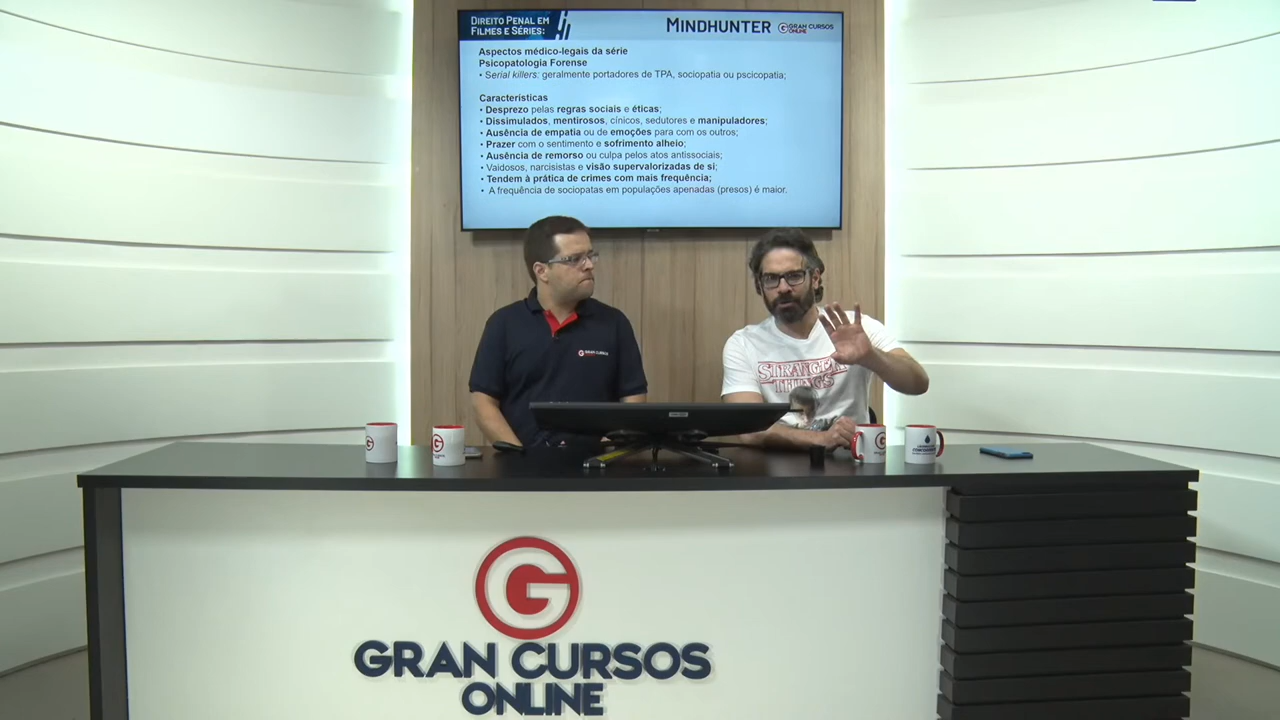 DIREITO PENAL EM
FILMES E SÉRIES:
MINDHUNTER
GRAN CURSOS
ONLINE
Aspectos médico-legais da série
Psicopatologia Forense
• Serial killers: geralmente portadores de TPA, sociopatia ou pscicopatia;
Características
• Desprezo pelas regras sociais e éticas;
• Dissimulados, mentirosos, cínicos, sedutores e manipuladores;
• Ausência de empatia ou de emoções para com os outros;
• Prazer com o sentimento e sofrimento alheio;
• Ausência de remorso ou culpa pelos atos antissociais;
• Vaidosos, narcisistas e visão supervalorizadas de si;
• Tendem à prática de crimes com mais frequência;
• A frequência de sociopatas em populações apenadas (presos) é maior.
GRAN CURSOS
STRANGER
THINGS
GRAN CURSOS
ONLINE